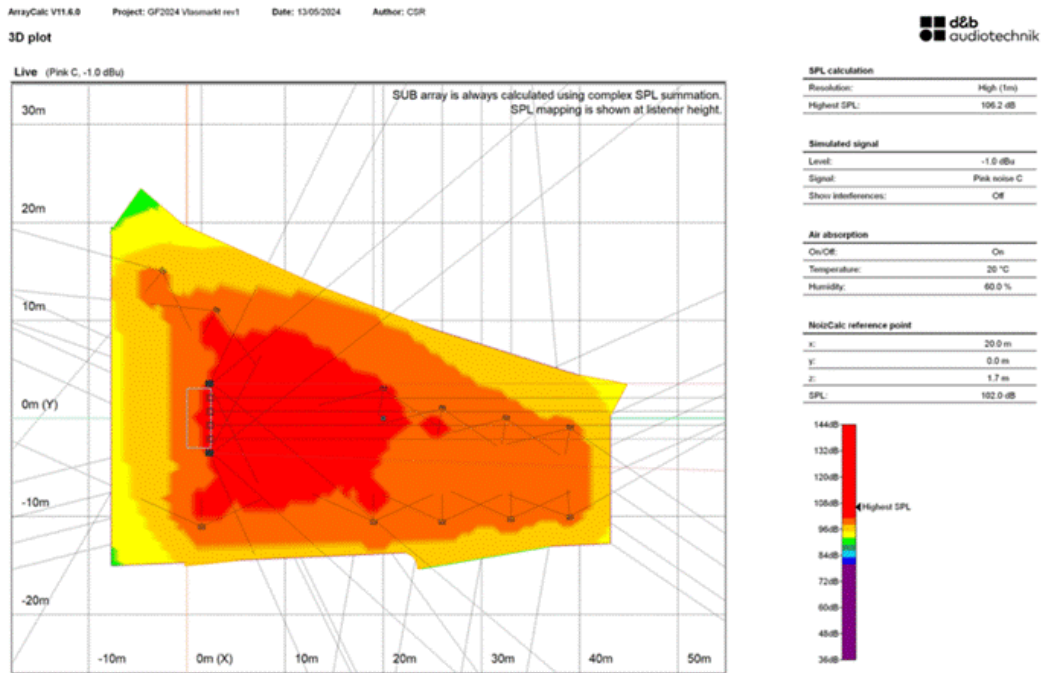 ArrayCalc V11.6.0 Project: GF2024 Vlasmarkt rev1 Date: 13/05/2024 Author: CSR
d&b
audiotechnik
3D plot
Live (Pink C, -1.0 dBu)
SUB array is always calculated using complex SPL summation.
SPL mapping is shown at listener height.
30m
20m
10m
0m (Y)
-10m
-20m
-10m 0m (X) 10m 20m 30m 40m 50m
SPL calculation
Resolution: High (1m)
Highest SPL: 106.2 dB
Simulated signal
Level: -1.0 dBu
Signal: Pink noise C
Show interferences: Off
Air absorption
On/Off: On
Temperature: 20 °C
Humidity: 60.0 %
NoizCalc reference point
x: 20.0 m
y: 0.0 m
z: 1.7 m
SPL: 102.0 dB
144dB
132dB
120dB
108dB
Highest SPL
96dB
84dB
72dB
60dB
48dB
36dB